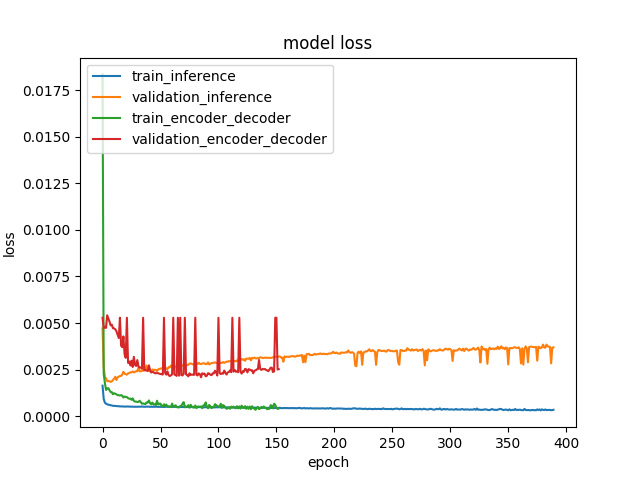 model loss
train_inference
validation_inference
train_encoder_decoder
validation_encoder_decoder
0.0175
0.0150
0.0125
0.0100
0.0075
0.0050
0.0025
0.0000
loss
0 50 100 150 200 250 300 350 400
epoch